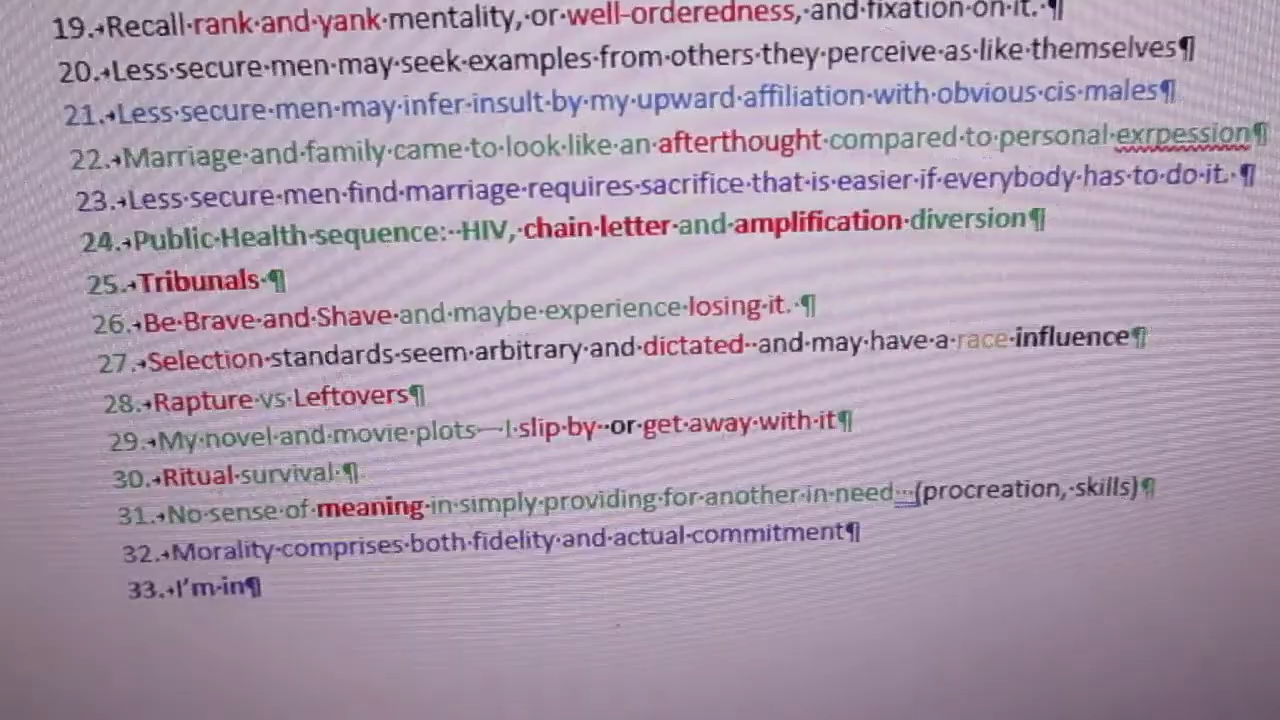 19. Recall rank and yank mentality, or well-orderedness, and fixation on it. ¶
20. Less secure men may seek examples from others they perceive as like themselves¶
21. Less secure men may infer insult by my upward affiliation with obvious cis males¶
22. Marriage and family came to look like an afterthought compared to personal exrpession¶
23. Less secure men find marriage requires sacrifice that is easier if everybody has to do it. ¶
24. Public Health sequence: HIV, chain letter and amplification diversion¶
25. Tribunals ¶
26. Be Brave and Shave and maybe experience losing it. ¶
27. Selection standards seem arbitrary and dictated and may have a race influence¶
28. Rapture vs Leftovers¶
29. My novel and movie plots—I slip by or get away with it¶
30. Ritual survival ¶
31. No sense of meaning in simply providing for another in need (procreation, skills)¶
32. Morality comprises both fidelity and actual commitment¶
33. I'm in¶